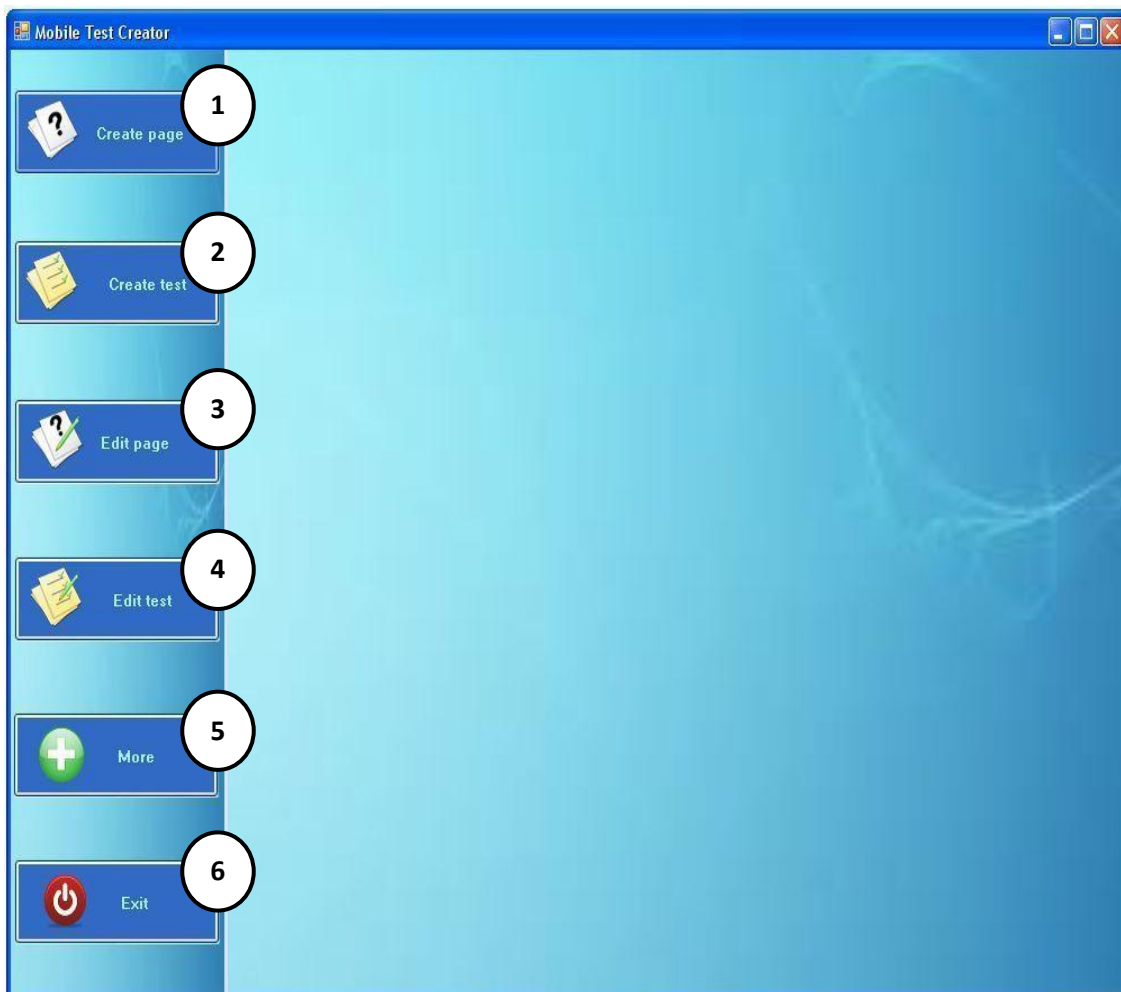 Mobile Test Creator
1
Create page
2
Create test
3
Edit page
4
Edit test
5
More
6
Exit